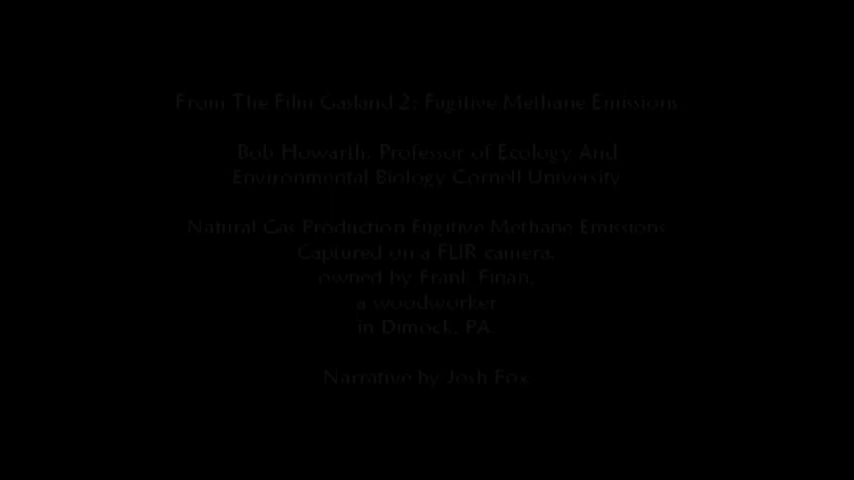 From The Film Gasland 2: Fugitive Methane Emissions
Bob Howarth: Professor of Ecology And
Environmental Biology Cornell University
Natural Gas Production Fugitive Methane Emissions
Captured on a FLIR camera,
owned by Frank Finan,
a woodworker
in Dimock, PA.
Narrative by Josh Fox